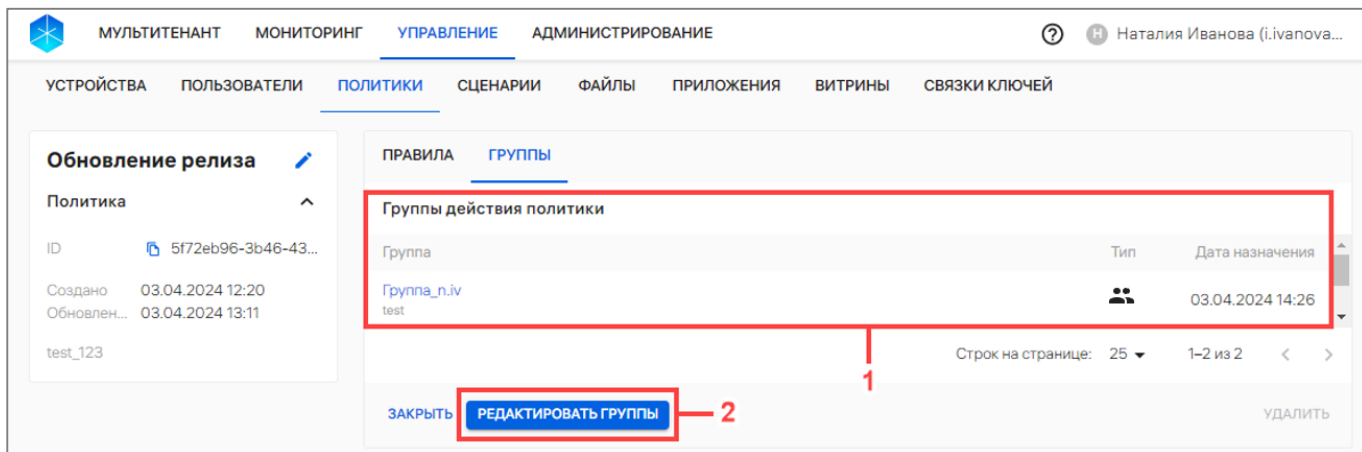 МУЛЬТИТЕНАНТ МОНИТОРИНГ УПРАВЛЕНИЕ АДМИНИСТРИРОВАНИЕ ? Н Наталия Иванова (i.ivanova...
УСТРОЙСТВА ПОЛЬЗОВАТЕЛИ ПОЛИТИКИ СЦЕНАРИИ ФАЙЛЫ ПРИЛОЖЕНИЯ ВИТРИНЫ СВЯЗКИ КЛЮЧЕЙ
Обновление релиза
Политика
ID 5f72eb96-3b46-43...
Создано 03.04.2024 12:20
Обновлен... 03.04.2024 13:11
test_123
ПРАВИЛА ГРУППЫ
Группы действия политики
Группа Тип Дата назначения
Группа_n.iv 03.04.2024 14:26
test
1
Строк на странице: 25 1–2 из 2
ЗАКРЫТЬ РЕДАКТИРОВАТЬ ГРУППЫ 2 УДАЛИТЬ